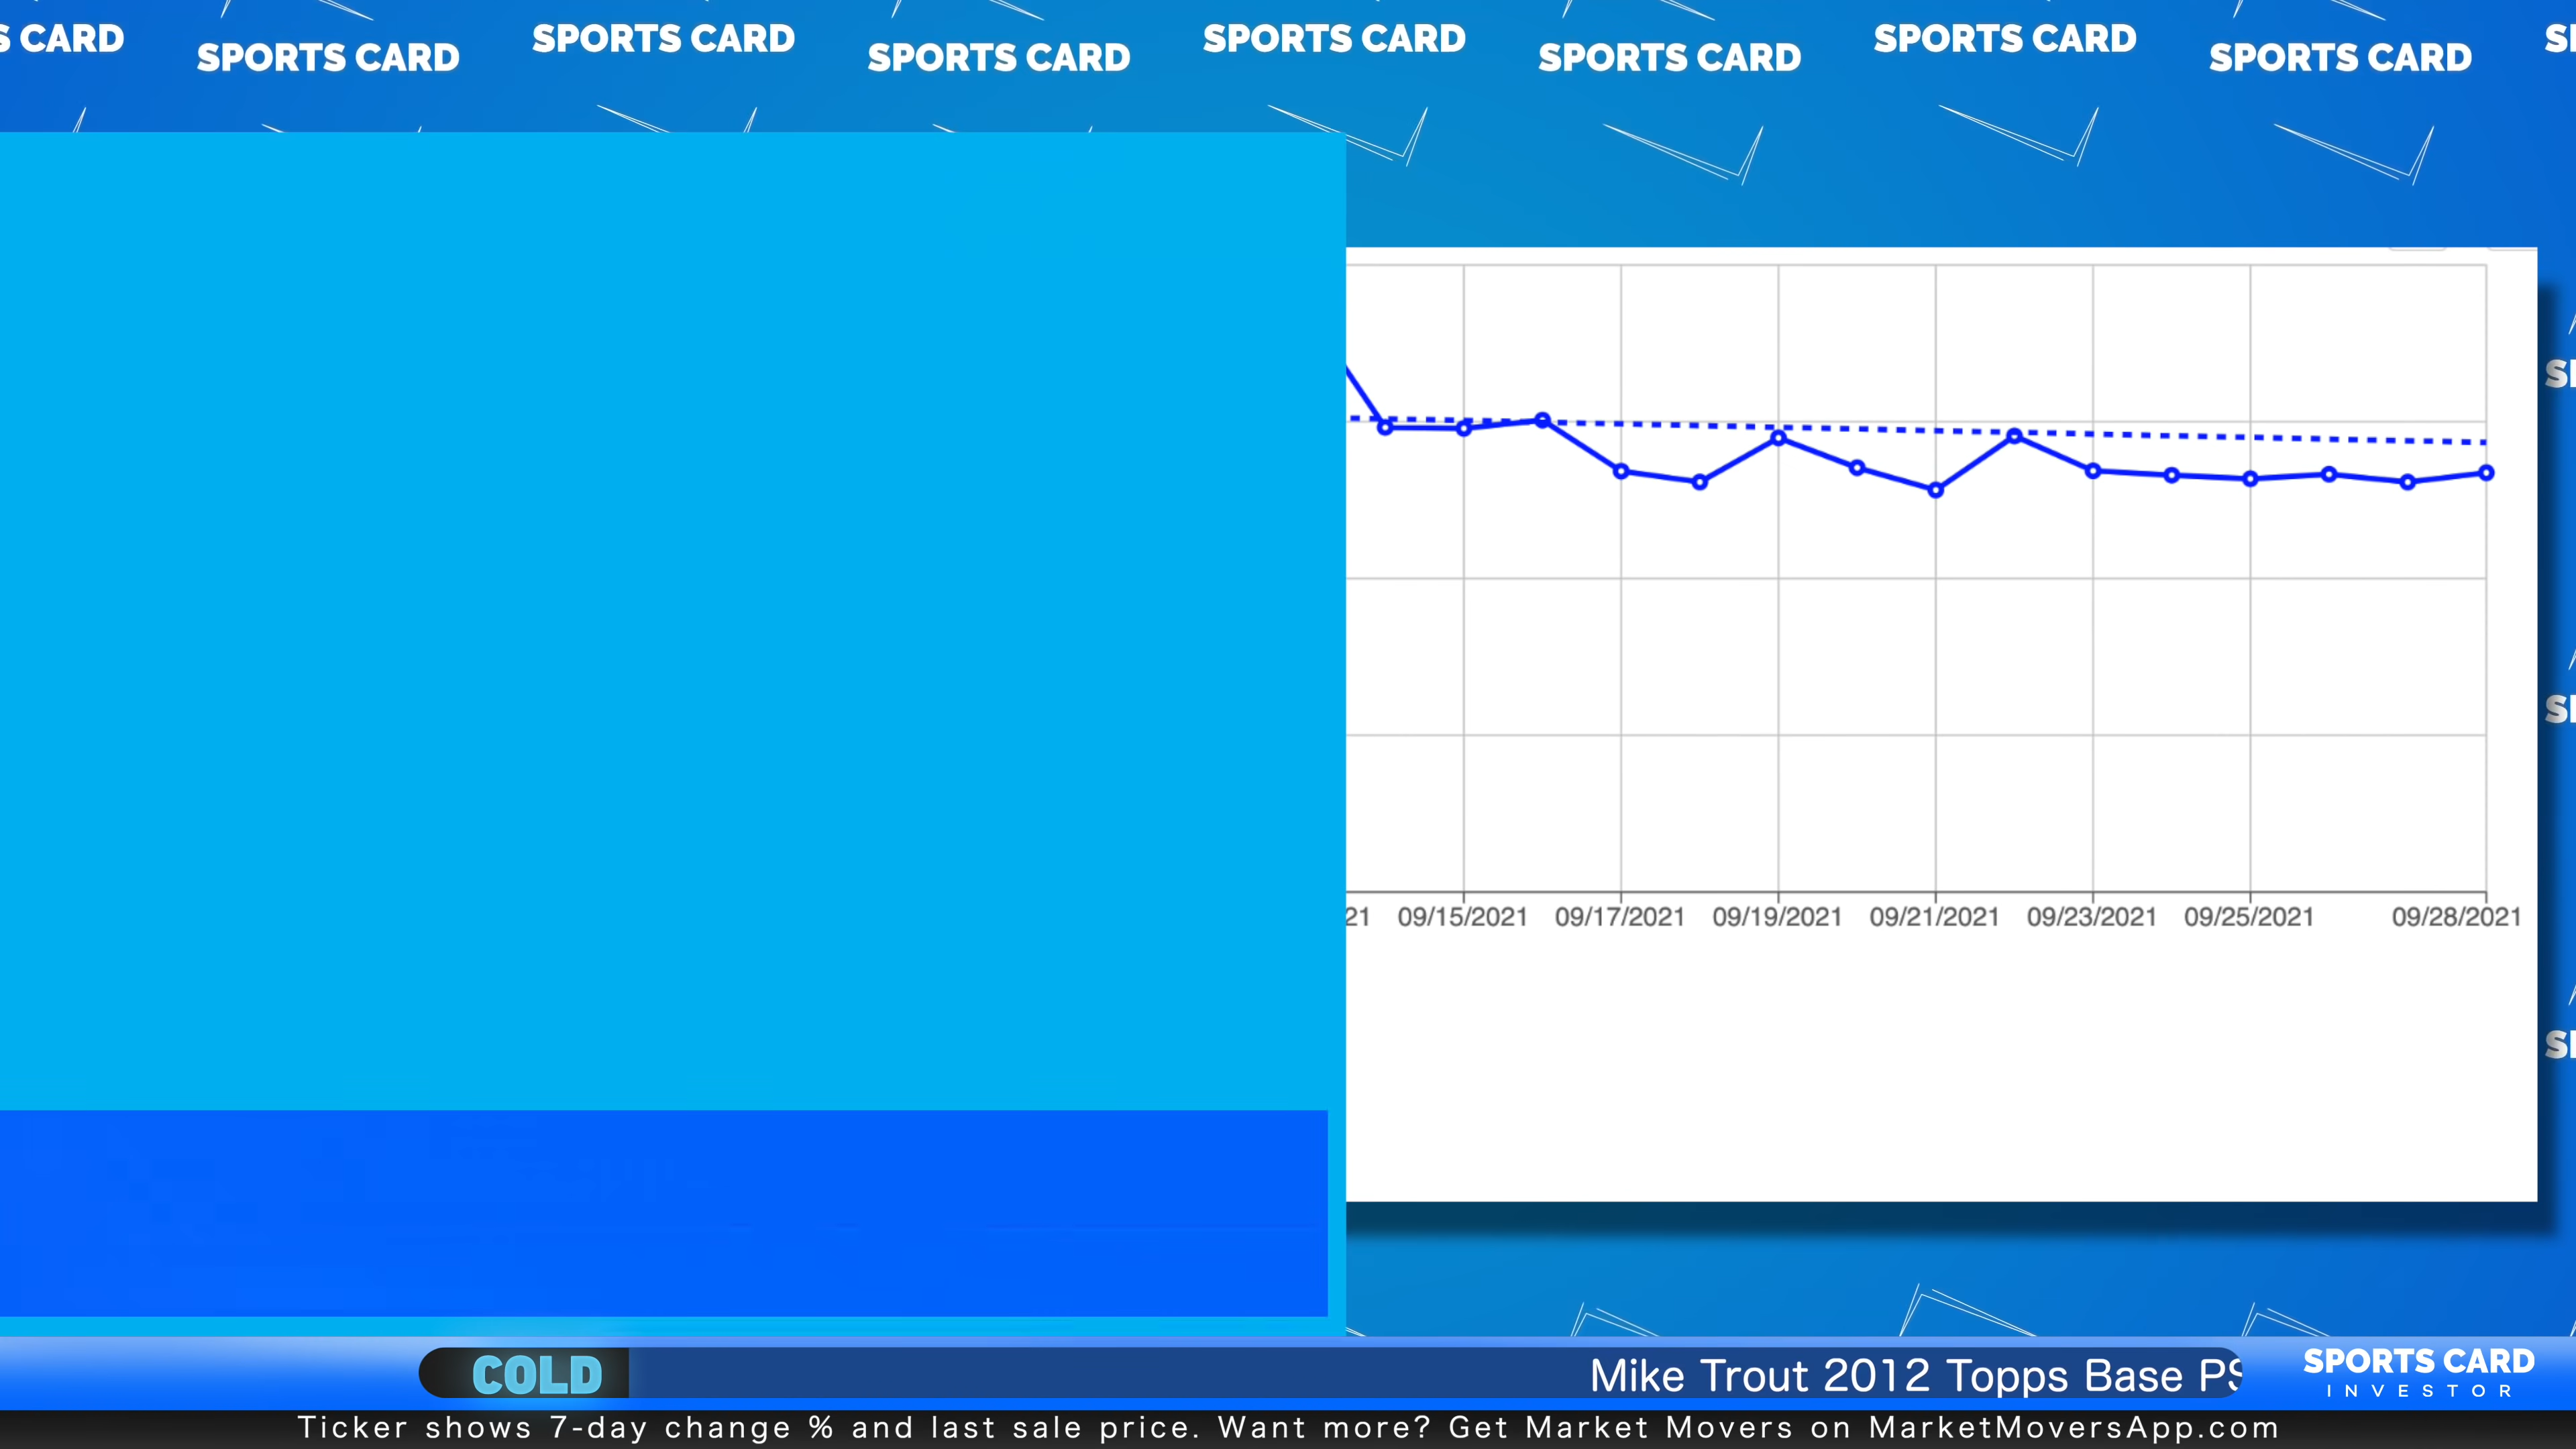 SPORTS CARD
SPORTS CARD
SPORTS CARD
SPORTS CARD
SPORTS CARD
SPORTS CARD
SPORTS CARD
S CARD
21 09/15/2021 09/17/2021 09/19/2021 09/21/2021 09/23/2021 09/25/2021 09/28/2021
COLD
Mike Trout 2012 Topps Base PS
SPORTS CARD
INVESTOR
Ticker shows 7-day change % and last sale price. Want more? Get Market Movers on MarketMoversApp.com